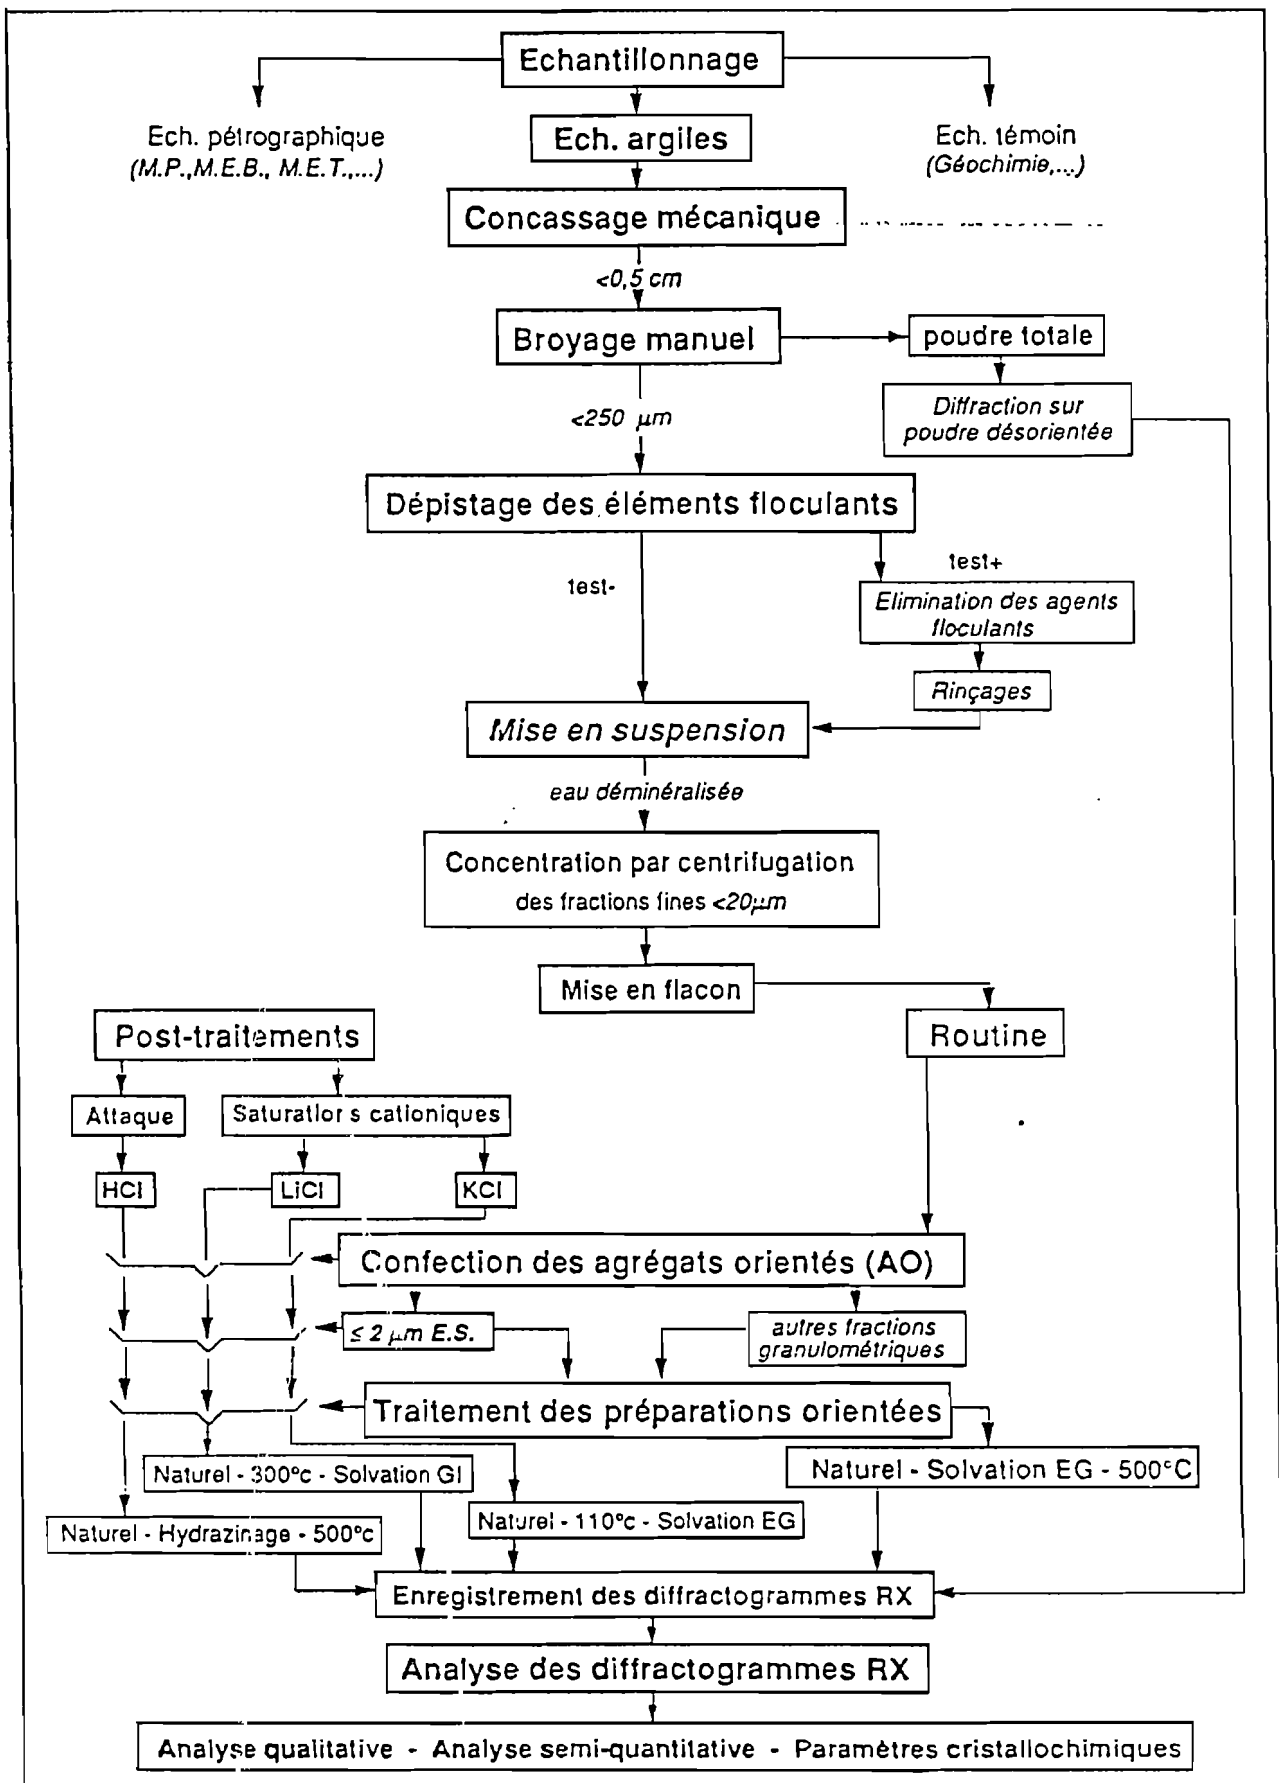 Echantillonnage
Ech. pétrographique
(M.P.,M.E.B., M.E.T.,...)
Ech. argiles
Ech. témoin
(Géochimie,...)
Concassage mécanique
<0,5 cm
Broyage manuel
poudre totale
<250 µm
Diffraction sur
poudre désorientée
Dépistage des éléments floculants
test-
test+
Elimination des agents
floculants
Rinçages
Mise en suspension
eau déminéralisée
Concentration par centrifugation
des fractions fines <20µm
Mise en flacon
Post-traitements
Routine
Attaque
Saturations cationiques
HCl
LiCl
KCl
Confection des agrégats orientés (AO)
≤ 2 µm E.S.
autres fractions
granulométriques
Traitement des préparations orientées
Naturel - 300°c - Solvation Gl
Naturel - Solvation EG - 500°C
Naturel - Hydrazinage - 500°c
Naturel - 110°c - Solvation EG
Enregistrement des diffractogrammes RX
Analyse des diffractogrammes RX
Analyse qualitative - Analyse semi-quantitative - Paramètres cristallochimiques